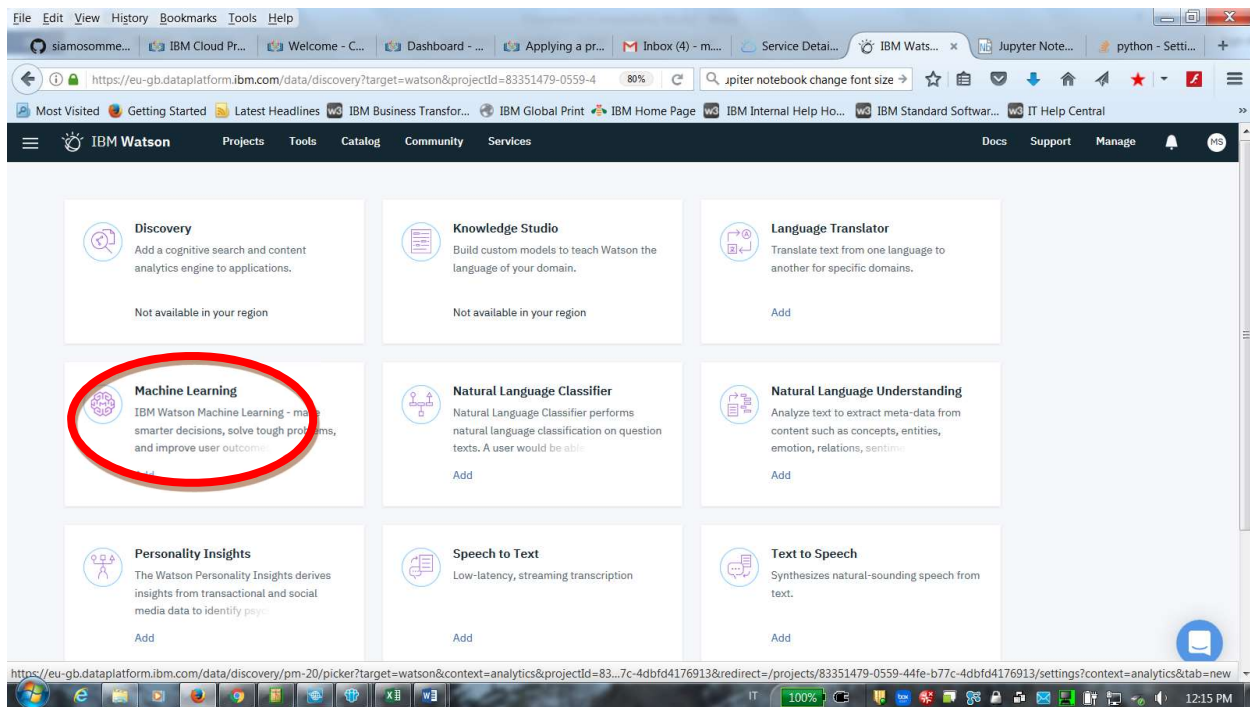 File Edit View History Bookmarks Tools Help
siamosomme... IBM Cloud Pr... Welcome - C... Dashboard - ... Applying a pr... Inbox (4) - m... Service Detai... IBM Wats... × Jupyter Note... python - Setti... +
https://eu-gb.dataplatform.ibm.com/data/discovery?target=watson&projectId=83351479-0559-4 80% upiter notebook change font size
Most Visited Getting Started Latest Headlines IBM Business Transfor... IBM Global Print IBM Home Page IBM Internal Help Ho... IBM Standard Softwar... IT Help Central »
IBM Watson Projects Tools Catalog Community Services Docs Support Manage MS
Discovery
Add a cognitive search and content
analytics engine to applications.
Not available in your region
Knowledge Studio
Build custom models to teach Watson the
language of your domain.
Not available in your region
Language Translator
Translate text from one language to
another for specific domains.
Add
Machine Learning
IBM Watson Machine Learning - make
smarter decisions, solve tough problems,
and improve user outcome
Add
Natural Language Classifier
Natural Language Classifier performs
natural language classification on question
texts. A user would be able
Add
Natural Language Understanding
Analyze text to extract meta-data from
content such as concepts, entities,
emotion, relations, sentime
Add
Personality Insights
The Watson Personality Insights derives
insights from transactional and social
media data to identify psyc
Add
Speech to Text
Low-latency, streaming transcription
Add
Text to Speech
Synthesizes natural-sounding speech from
text.
Add
https://eu-gb.dataplatform.ibm.com/data/discovery/pm-20/picker?target=watson&context=analytics&projectId=83...7c-4dbfd4176913&redirect=/projects/83351479-0559-44fe-b77c-4dbfd4176913/settings?context=analytics&tab=new
IT 100% 12:15 PM